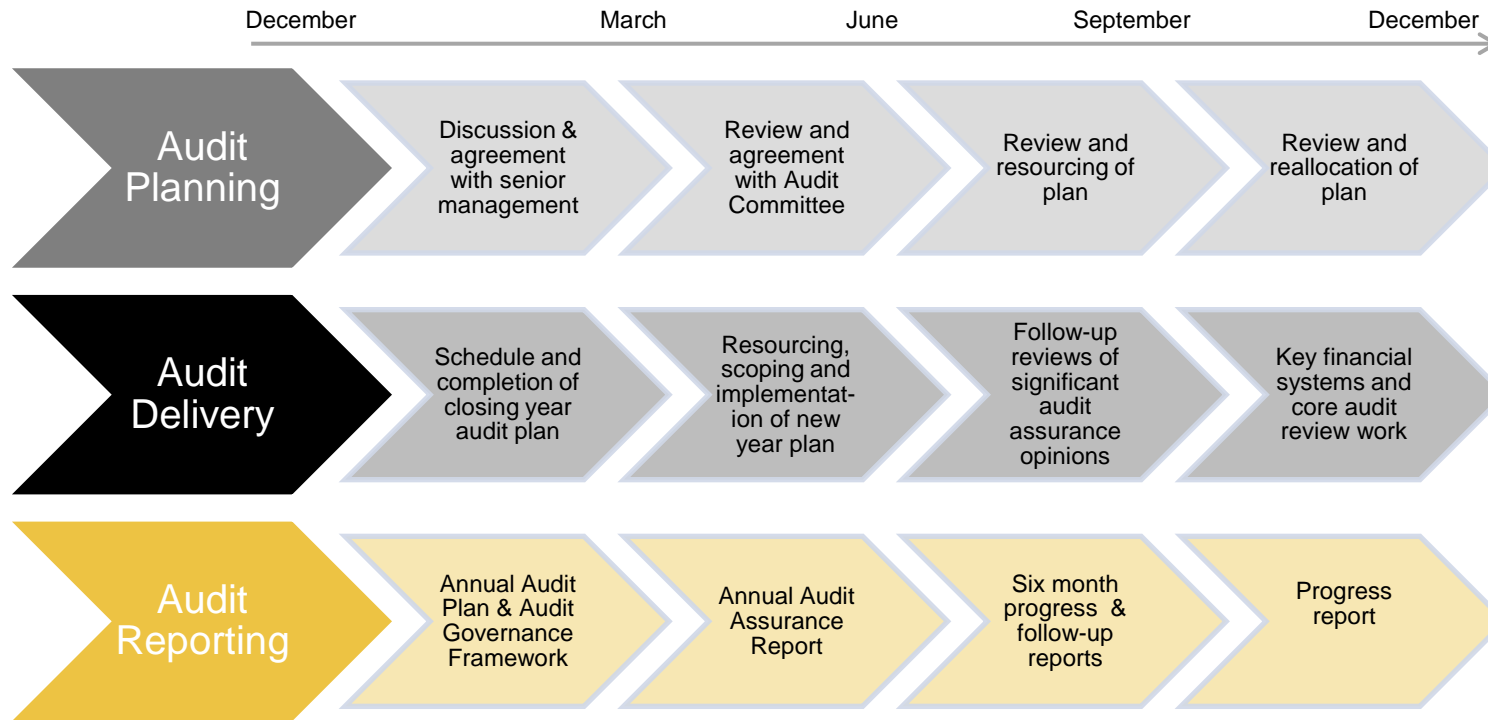 December March June September December
Audit
Planning
Discussion &
agreement
with senior
management
Review and
agreement
with Audit
Committee
Review and
resourcing of
plan
Review and
reallocation of
plan
Audit
Delivery
Schedule and
completion of
closing year
audit plan
Resourcing,
scoping and
implementat-
ion of new
year plan
Follow-up
reviews of
significant
audit
assurance
opinions
Key financial
systems and
core audit
review work
Audit
Reporting
Annual Audit
Plan & Audit
Governance
Framework
Annual Audit
Assurance
Report
Six month
progress &
follow-up
reports
Progress
report